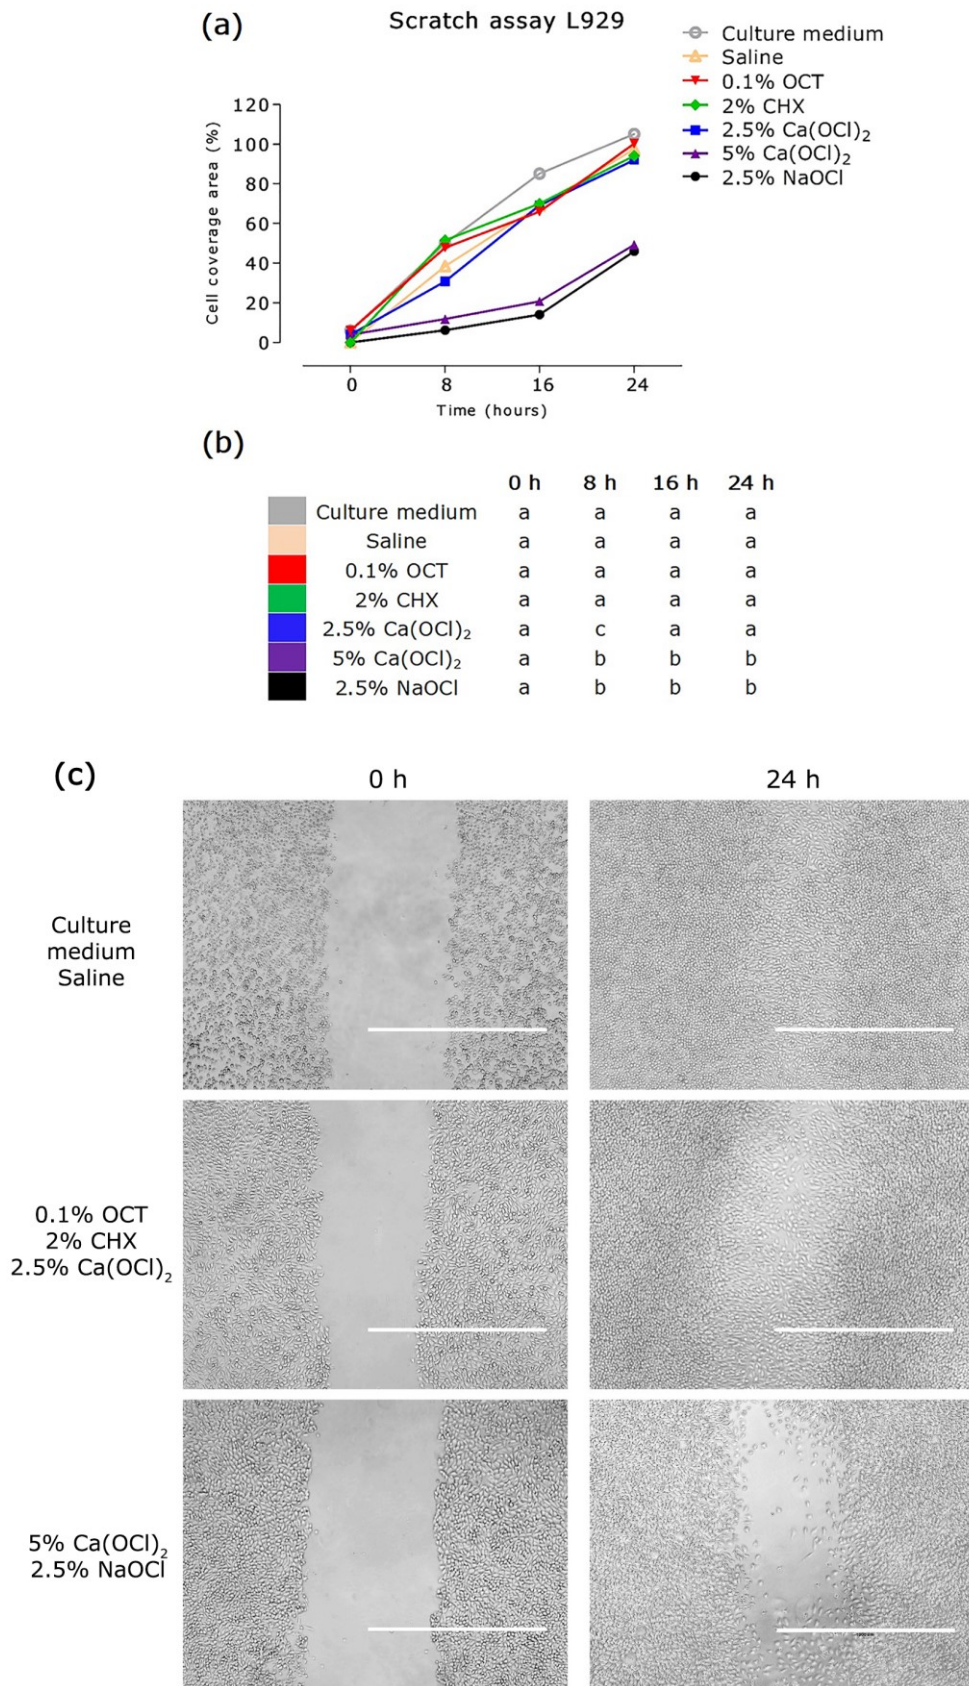 (a)
Scratch assay L929
Culture medium
Saline
0.1% OCT
2% CHX
2.5% Ca(OCl)₂
5% Ca(OCl)₂
2.5% NaOCl
Cell coverage area (%)
120
100
80
60
40
20
0
0 8 16 24
Time (hours)
(b)
0 h 8 h 16 h 24 h
Culture medium a a a a
Saline a a a a
0.1% OCT a a a a
2% CHX a a a a
2.5% Ca(OCl)₂ a c a a
5% Ca(OCl)₂ a b b b
2.5% NaOCl a b b b
(c)
0 h 24 h
Culture
medium
Saline
0.1% OCT
2% CHX
2.5% Ca(OCl)₂
5% Ca(OCl)₂
2.5% NaOCl